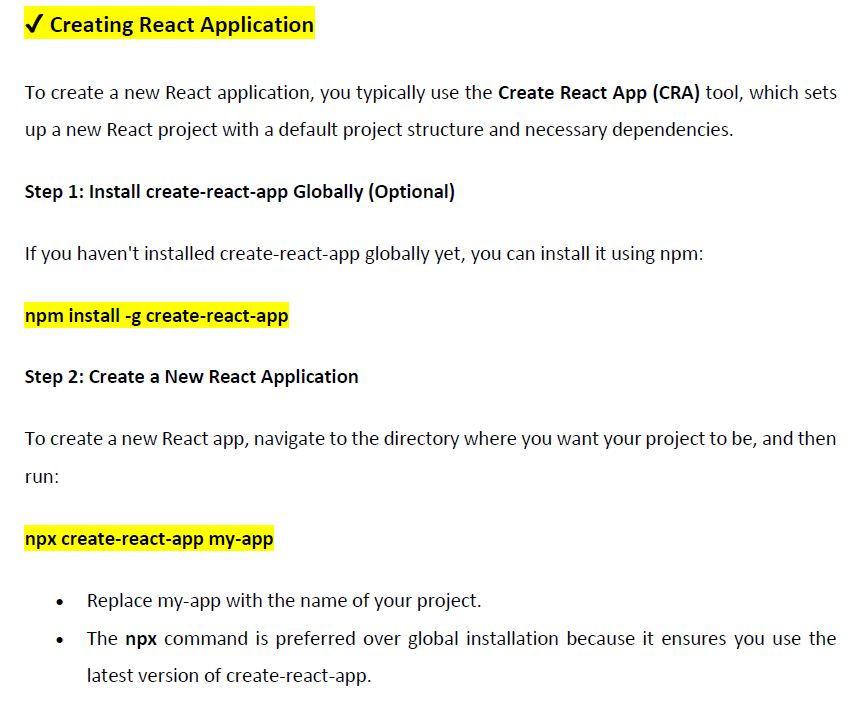 ✓ Creating React Application
To create a new React application, you typically use the Create React App (CRA) tool, which sets
up a new React project with a default project structure and necessary dependencies.
Step 1: Install create-react-app Globally (Optional)
If you haven't installed create-react-app globally yet, you can install it using npm:
npm install -g create-react-app
Step 2: Create a New React Application
To create a new React app, navigate to the directory where you want your project to be, and then
run:
npx create-react-app my-app
• Replace my-app with the name of your project.
• The npx command is preferred over global installation because it ensures you use the
latest version of create-react-app.